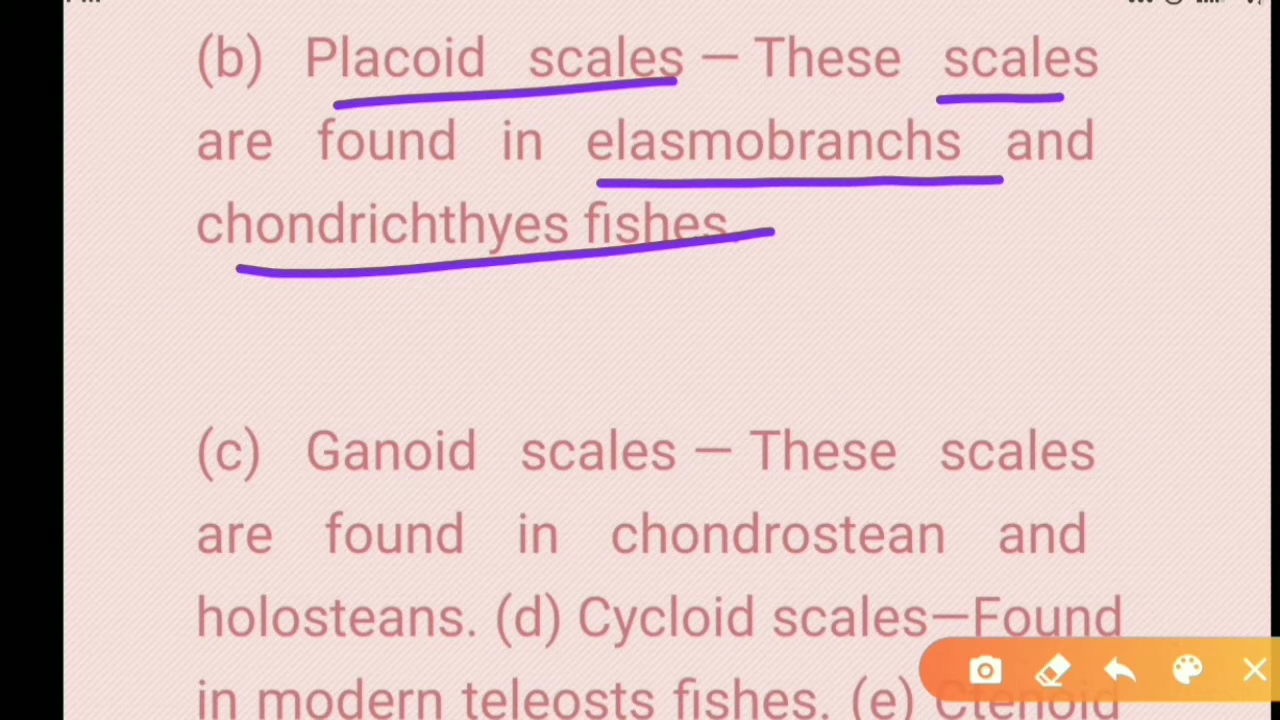 (b) Placoid scales – These scales
are found in elasmobranchs and
chondrichthyes fishes.
(c) Ganoid scales – These scales
are found in chondrostean and
holosteans. (d) Cycloid scales–Found
in modern teleosts fishes. (e) Ctenoid